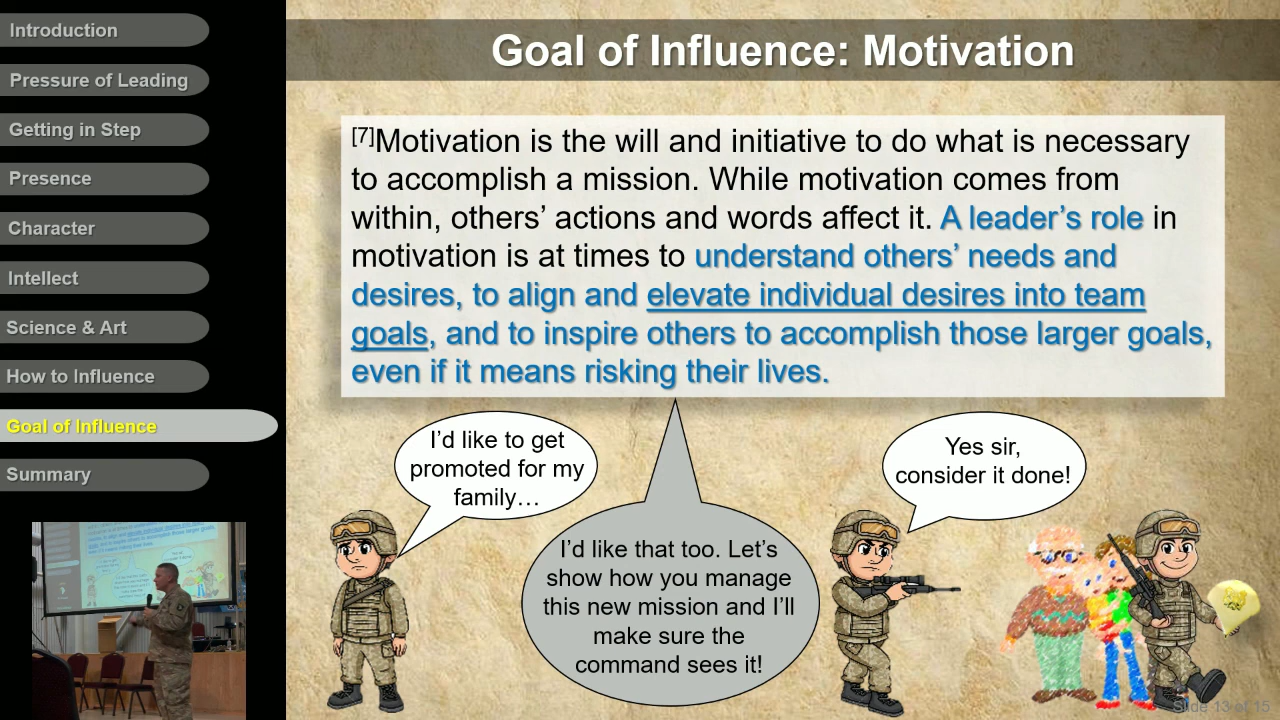 Introduction
Pressure of Leading
Getting in Step
Presence
Character
Intellect
Science & Art
How to Influence
Goal of Influence
Summary
Goal of Influence: Motivation
[7]Motivation is the will and initiative to do what is necessary
to accomplish a mission. While motivation comes from
within, others’ actions and words affect it. A leader’s role in
motivation is at times to understand others’ needs and
desires, to align and elevate individual desires into team
goals, and to inspire others to accomplish those larger goals,
even if it means risking their lives.
I’d like to get
promoted for my
family…
I’d like that too. Let’s
show how you manage
this new mission and I’ll
make sure the
command sees it!
Yes sir,
consider it done!
Slide 13 of 15